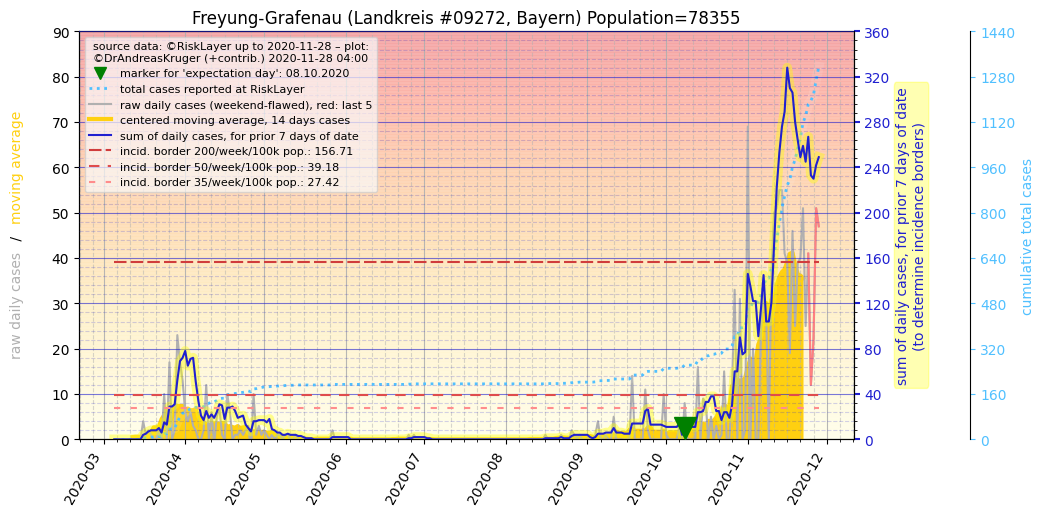 Freyung-Grafenau (Landkreis #09272, Bayern) Population=78355
source data: ©RiskLayer up to 2020-11-28 – plot:
©DrAndreasKruger (+contrib.) 2020-11-28 04:00
marker for 'expectation day': 08.10.2020
total cases reported at RiskLayer
raw daily cases (weekend-flawed), red: last 5
centered moving average, 14 days cases
sum of daily cases, for prior 7 days of date
incid. border 200/week/100k pop.: 156.71
incid. border 50/week/100k pop.: 39.18
incid. border 35/week/100k pop.: 27.42
raw daily cases / moving average
90
80
70
60
50
40
30
20
10
0
2020-03
2020-04
2020-05
2020-06
2020-07
2020-08
2020-09
2020-10
2020-11
2020-12
360
320
280
240
200
160
120
80
40
0
sum of daily cases, for prior 7 days of date
(to determine incidence borders)
1440
1280
1120
960
800
640
480
320
160
0
cumulative total cases